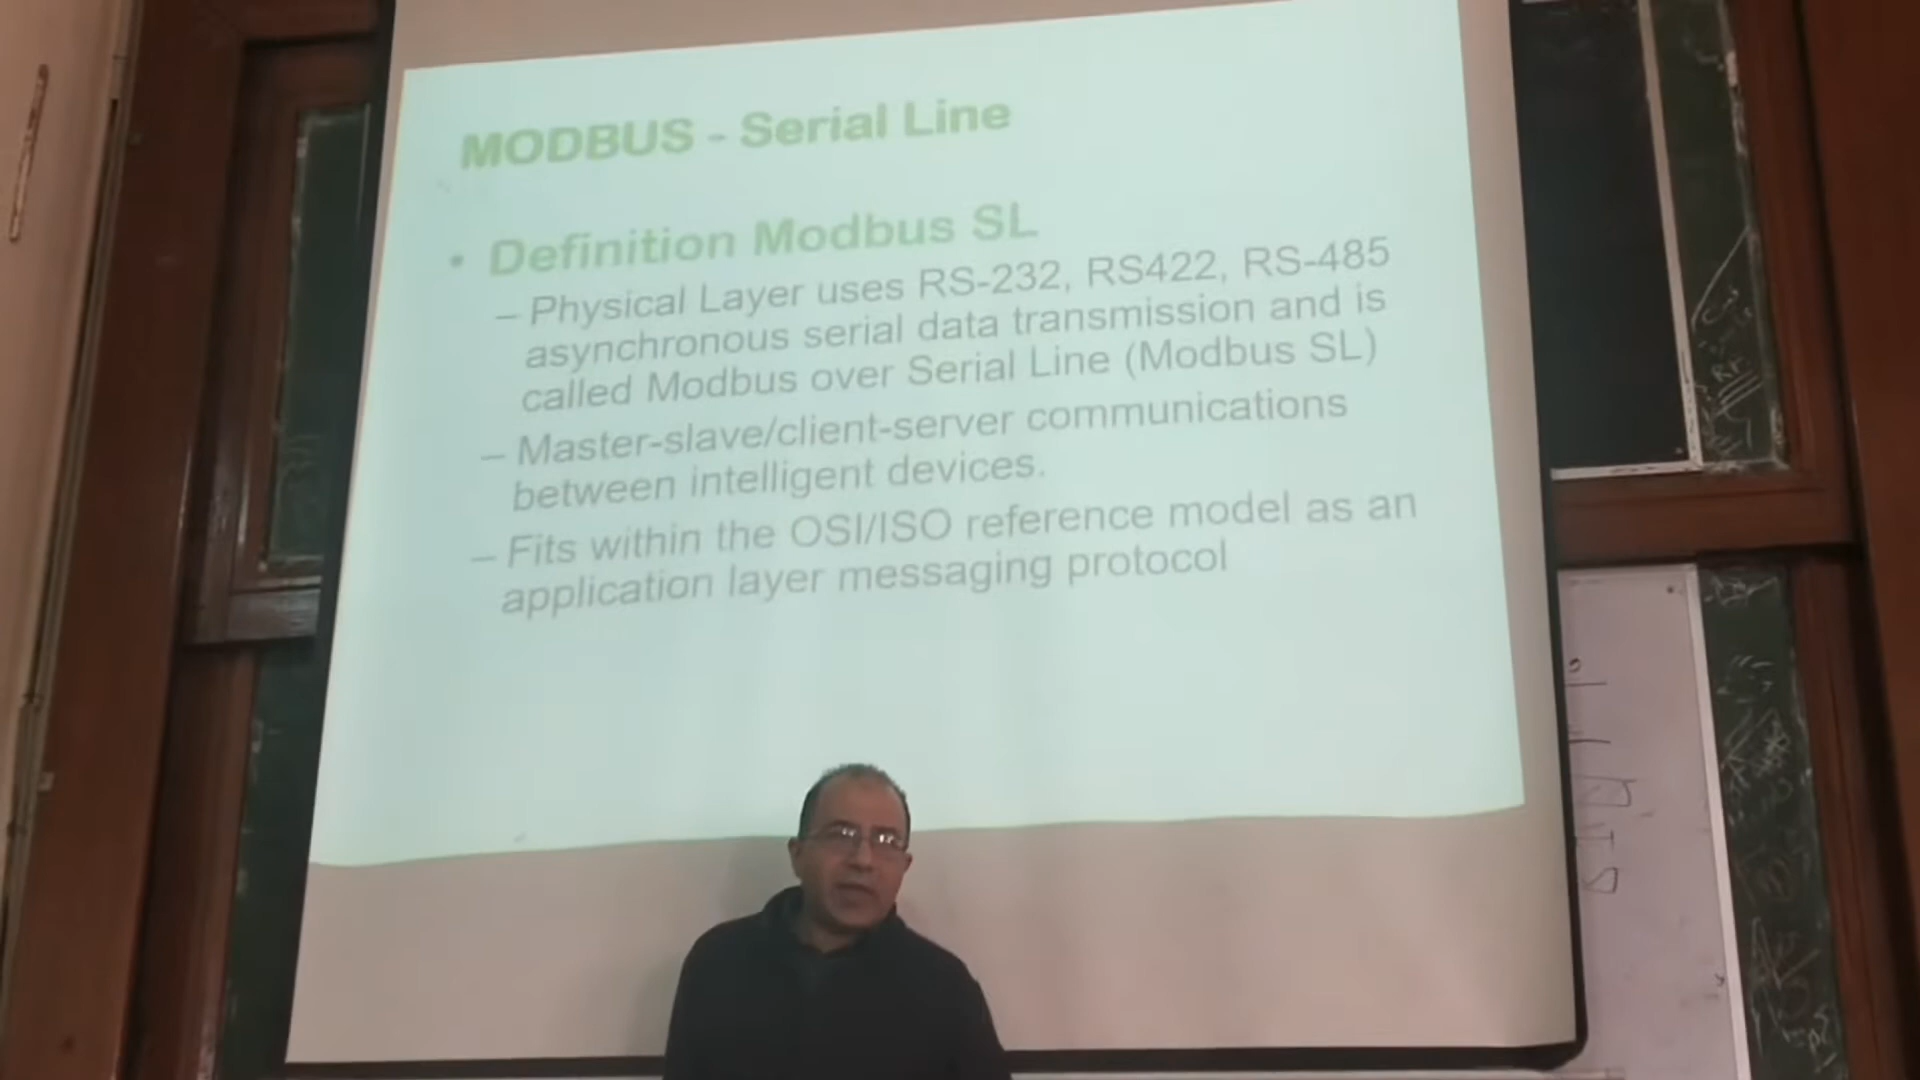 MODBUS - Serial Line
• Definition Modbus SL
– Physical Layer uses RS-232, RS422, RS-485
asynchronous serial data transmission and is
called Modbus over Serial Line (Modbus SL)
– Master-slave/client-server communications
between intelligent devices.
– Fits within the OSI/ISO reference model as an
application layer messaging protocol